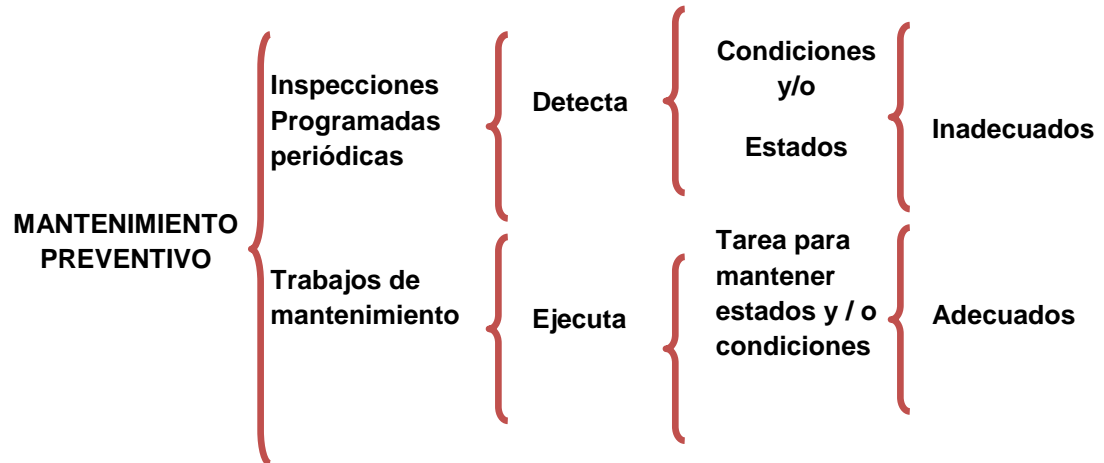 MANTENIMIENTO
PREVENTIVO
Inspecciones
Programadas
periódicas
Detecta
Condiciones
y/o
Estados
Inadecuados
Trabajos de
mantenimiento
Ejecuta
Tarea para
mantener
estados y / o
condiciones
Adecuados